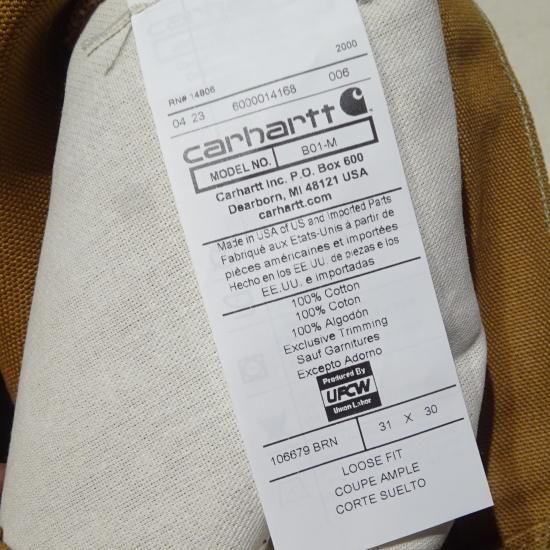 2000
RN# 14806
04 23 6000014168 006
carhartt
MODEL NO. B01-M
Carhartt Inc. P.O. Box 600
Dearborn, MI 48121 USA
carhartt.com
Made in USA of US and Imported Parts
Fabriqué aux Etats-Unis à partir de
pièces américaines et importées
Hecho en los EE.UU. de piezas e los
EE.UU. e importadas
100% Cotton
100% Coton
100% Algodón
Exclusive Trimming
Sauf Garnitures
Excepto Adorno
Produced By
UFCW
Union Labor
106679 BRN 31 X 30
LOOSE FIT
COUPE AMPLE
CORTE SUELTO